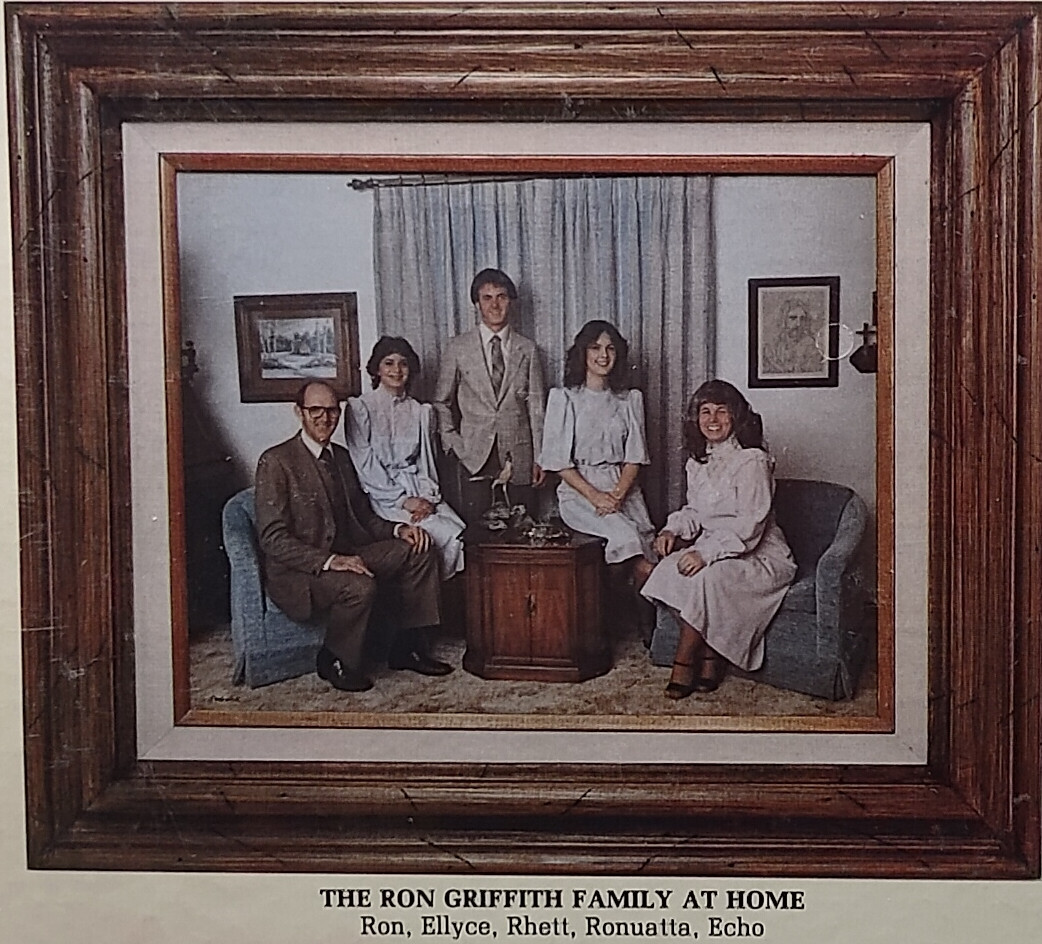 THE RON GRIFFITH FAMILY AT HOME
Ron, Ellyce, Rhett, Ronuatta, Echo